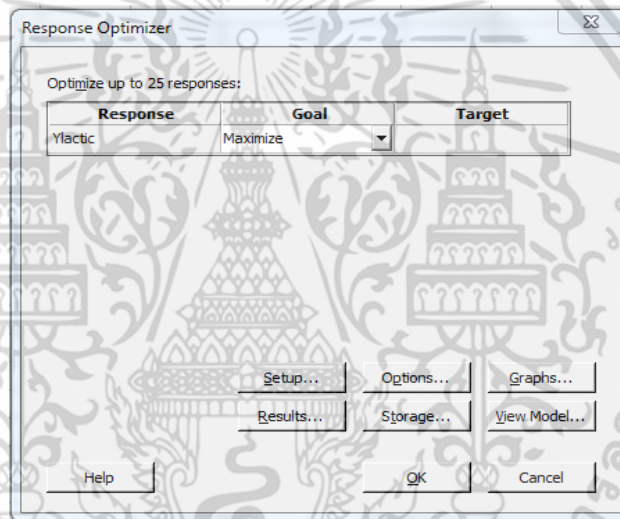 Response Optimizer
Optimize up to 25 responses:
Response Goal Target
Ylactic Maximize
Setup... Options... Graphs...
Results... Storage... View Model...
Help OK Cancel